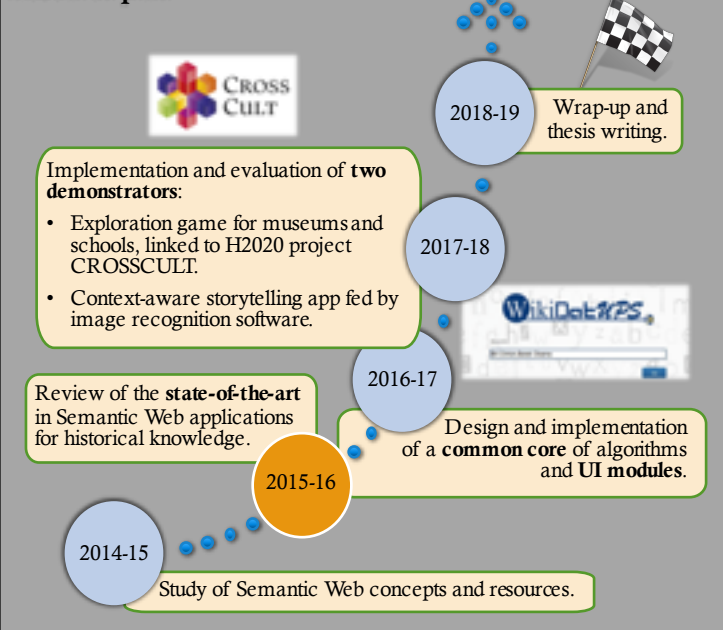 CROSS
CULT
2018-19
Wrap-up and
thesis writing.
Implementation and evaluation of two
demonstrators:
• Exploration game for museums and
schools, linked to H2020 project
CROSSCULT.
• Context-aware storytelling app fed by
image recognition software.
2017-18
WikiDatUPS
2016-17
Review of the state-of-the-art
in Semantic Web applications
for historical knowledge.
Design and implementation
of a common core of algorithms
and UI modules.
2015-16
2014-15
Study of Semantic Web concepts and resources.